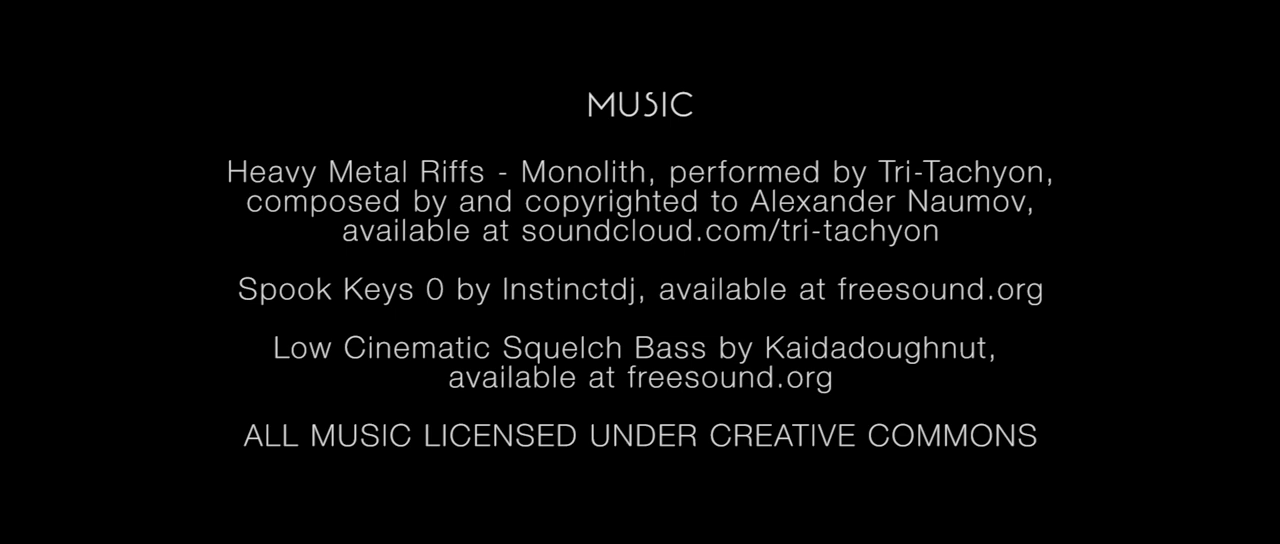 MUSIC
Heavy Metal Riffs - Monolith, performed by Tri-Tachyon,
composed by and copyrighted to Alexander Naumov,
available at soundcloud.com/tri-tachyon
Spook Keys 0 by Instinctdj, available at freesound.org
Low Cinematic Squelch Bass by Kaidadoughnut,
available at freesound.org
ALL MUSIC LICENSED UNDER CREATIVE COMMONS